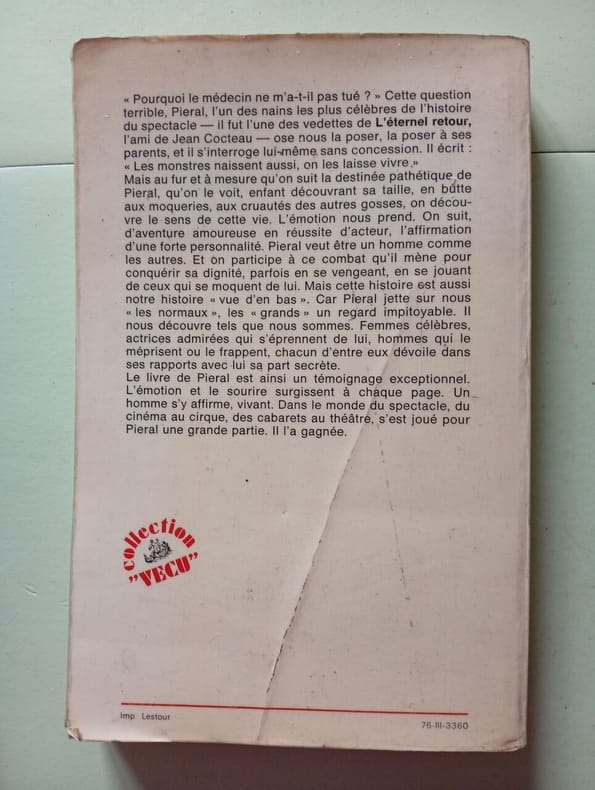 « Pourquoi le médecin ne m'a-t-il pas tué ? » Cette question
terrible, Pieral, l'un des nains les plus célèbres de l'histoire
du spectacle — il fut l'une des vedettes de L'éternel retour,
l'ami de Jean Cocteau — ose nous la poser, la poser à ses
parents, et il s'interroge lui-même sans concession. Il écrit :
« Les monstres naissent aussi, on les laisse vivre.»
Mais au fur et à mesure qu'on suit la destinée pathétique de
Pieral, qu'on le voit, enfant découvrant sa taille, en butte
aux moqueries, aux cruautés des autres gosses, on décou-
vre le sens de cette vie. L'émotion nous prend. On suit,
d'aventure amoureuse en réussite d'acteur, l'affirmation
d'une forte personnalité. Pieral veut être un homme comme
les autres. Et on participe à ce combat qu'il mène pour
conquérir sa dignité, parfois en se vengeant, en se jouant
de ceux qui se moquent de lui. Mais cette histoire est aussi
notre histoire « vue d'en bas ». Car Pieral jette sur nous
« les normaux », les « grands » un regard impitoyable. Il
nous découvre tels que nous sommes. Femmes célèbres,
actrices admirées qui s'éprennent de lui, hommes qui le
méprisent ou le frappent, chacun d'entre eux dévoile dans
ses rapports avec lui sa part secrète.
Le livre de Pieral est ainsi un témoignage exceptionnel.
L'émotion et le sourire surgissent à chaque page. Un
homme s'y affirme, vivant. Dans le monde du spectacle, du
cinéma au cirque, des cabarets au théâtre, s'est joué pour
Pieral une grande partie. Il l'a gagnée.
collection
"VECU"
Imp. Lestour
76-III-3360